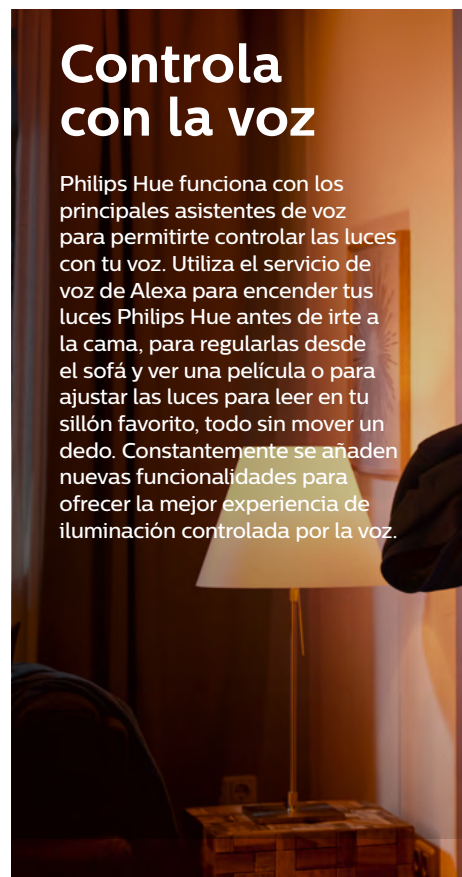 Controla
con la voz
Philips Hue funciona con los
principales asistentes de voz
para permitirte controlar las luces
con tu voz. Utiliza el servicio de
voz de Alexa para encender tus
luces Philips Hue antes de irte a
la cama, para regularlas desde
el sofá y ver una película o para
ajustar las luces para leer en tu
sillón favorito, todo sin mover un
dedo. Constantemente se añaden
nuevas funcionalidades para
ofrecer la mejor experiencia de
iluminación controlada por la voz.